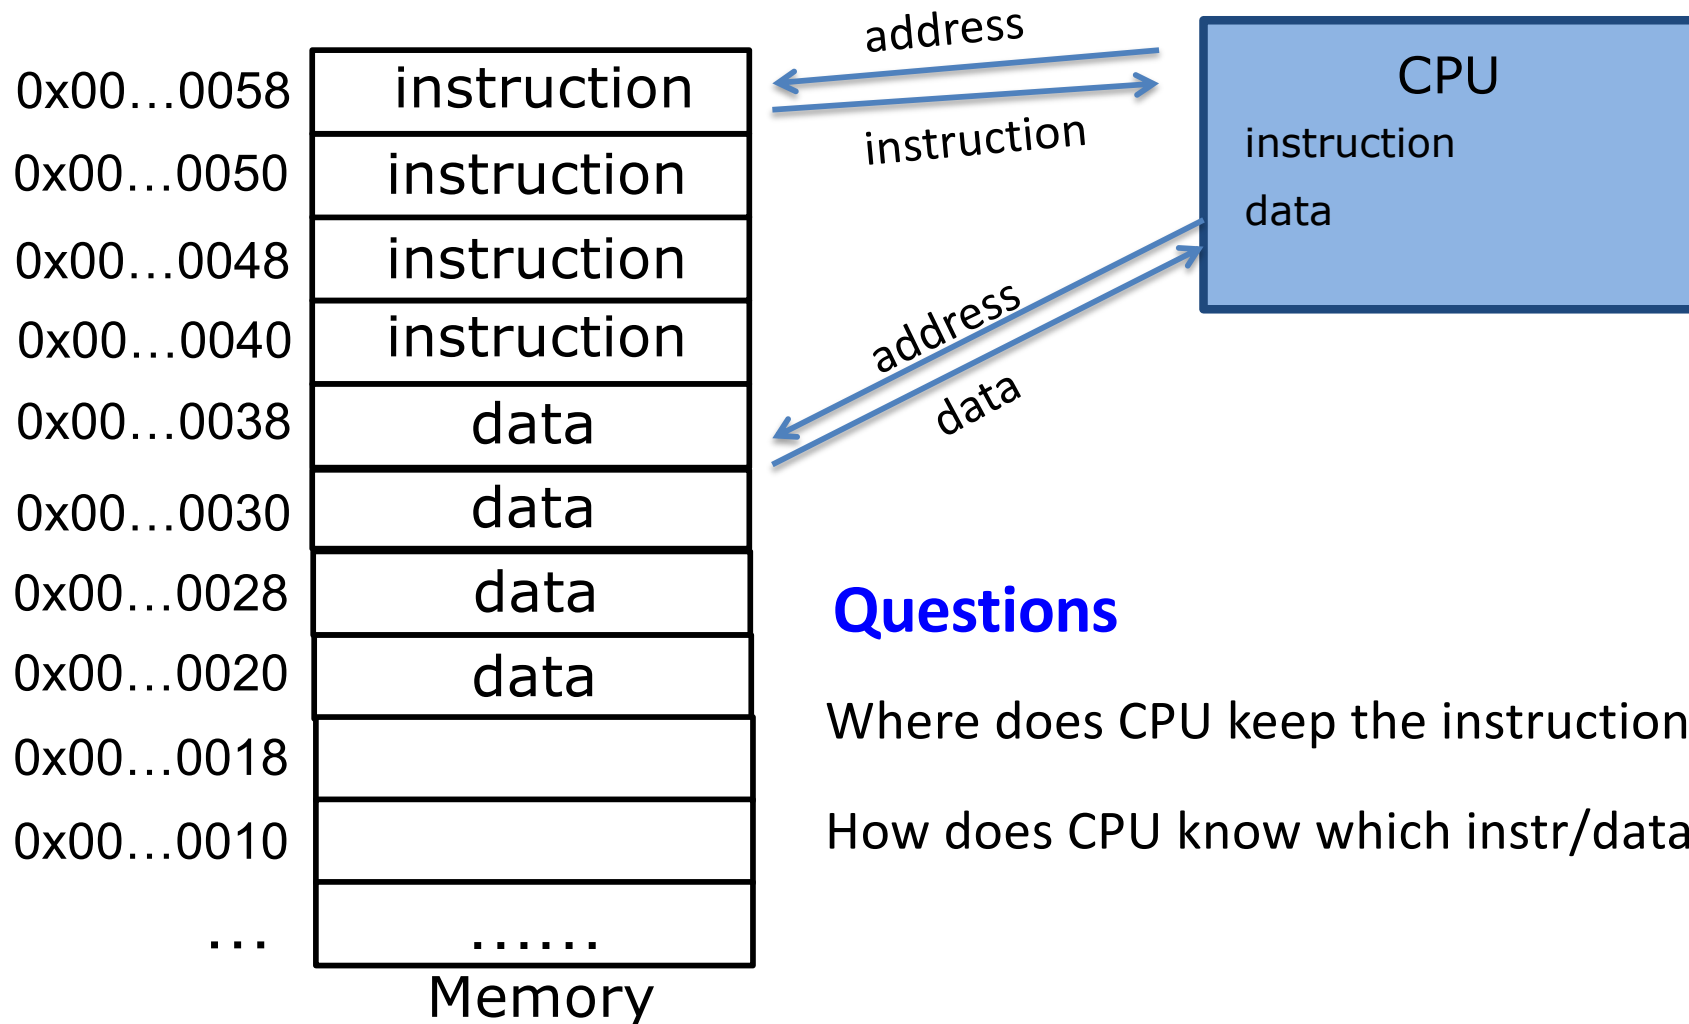 address
CPU
0x00...0058 instruction
instruction
instruction
0x00...0050 instruction
data
0x00...0048 instruction
address
0x00...0040 instruction
data
0x00...0038 data
0x00...0030 data
0x00...0028 data
Questions
0x00...0020 data
Where does CPU keep the instruction
0x00...0018
0x00...0010
How does CPU know which instr/data
... ......
Memory